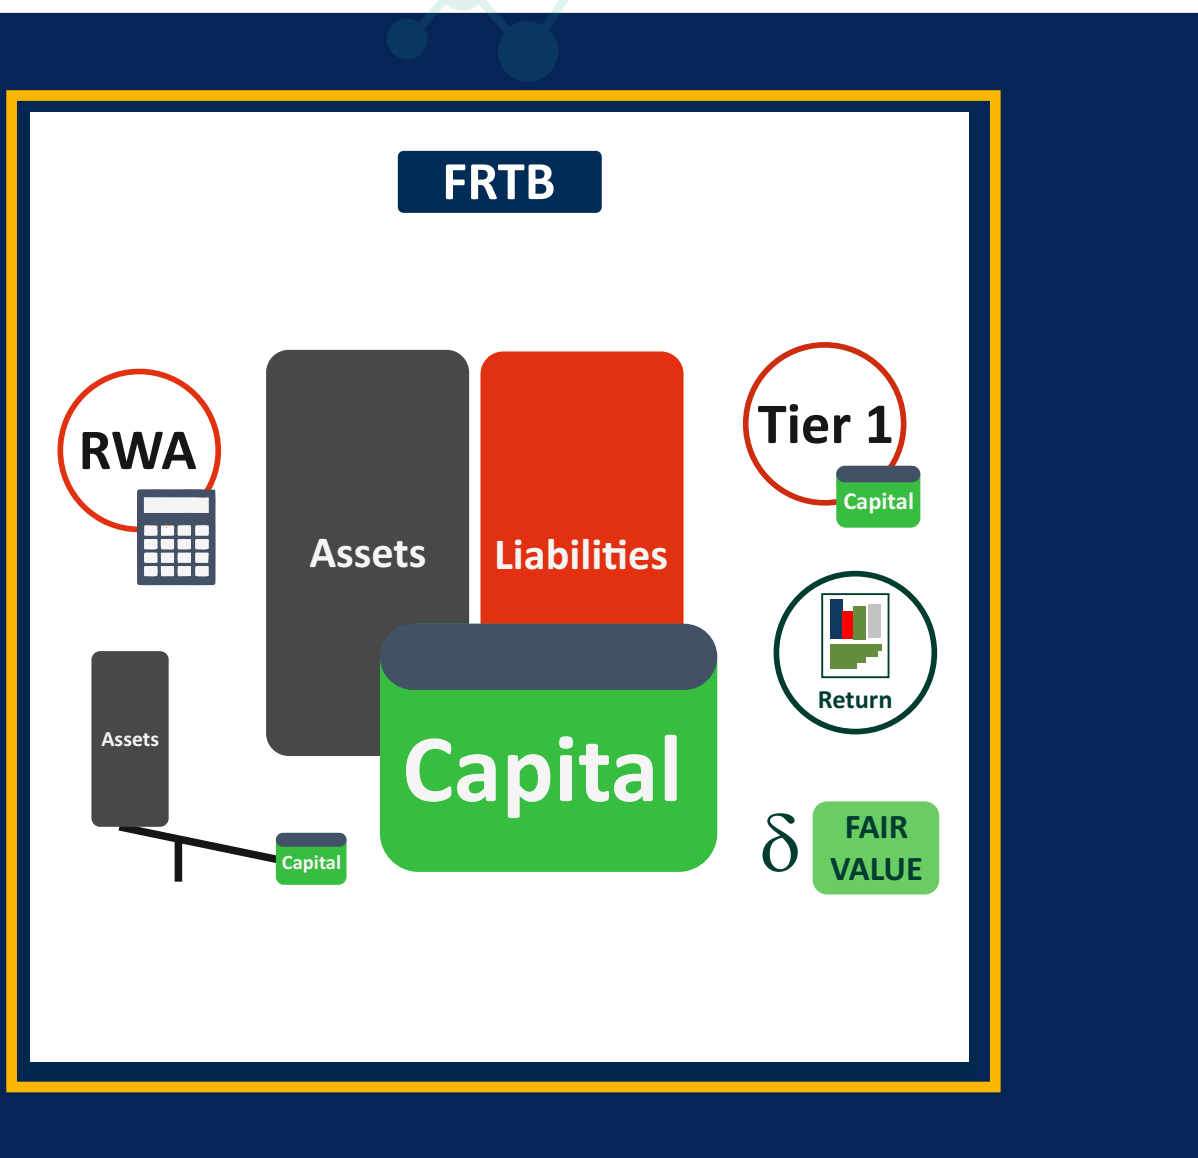 FRTB
RWA
Assets
Liabilities
Tier 1
Capital
Capital
Return
Assets
Capital
δ
FAIR
VALUE